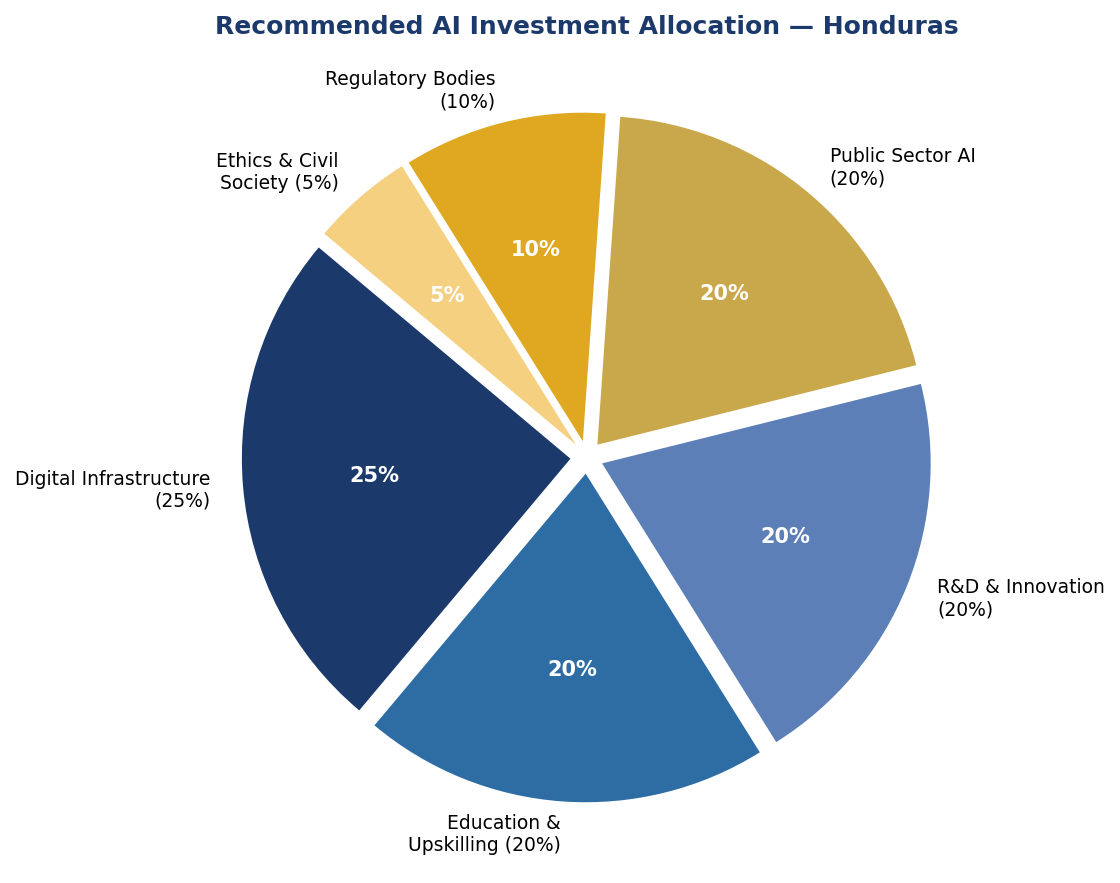 Recommended AI Investment Allocation — Honduras
Regulatory Bodies
(10%)
Public Sector AI
(20%)
Ethics & Civil
Society (5%)
10%
20%
5%
Digital Infrastructure
(25%)
25%
20%
R&D & Innovation
(20%)
20%
Education &
Upskilling (20%)